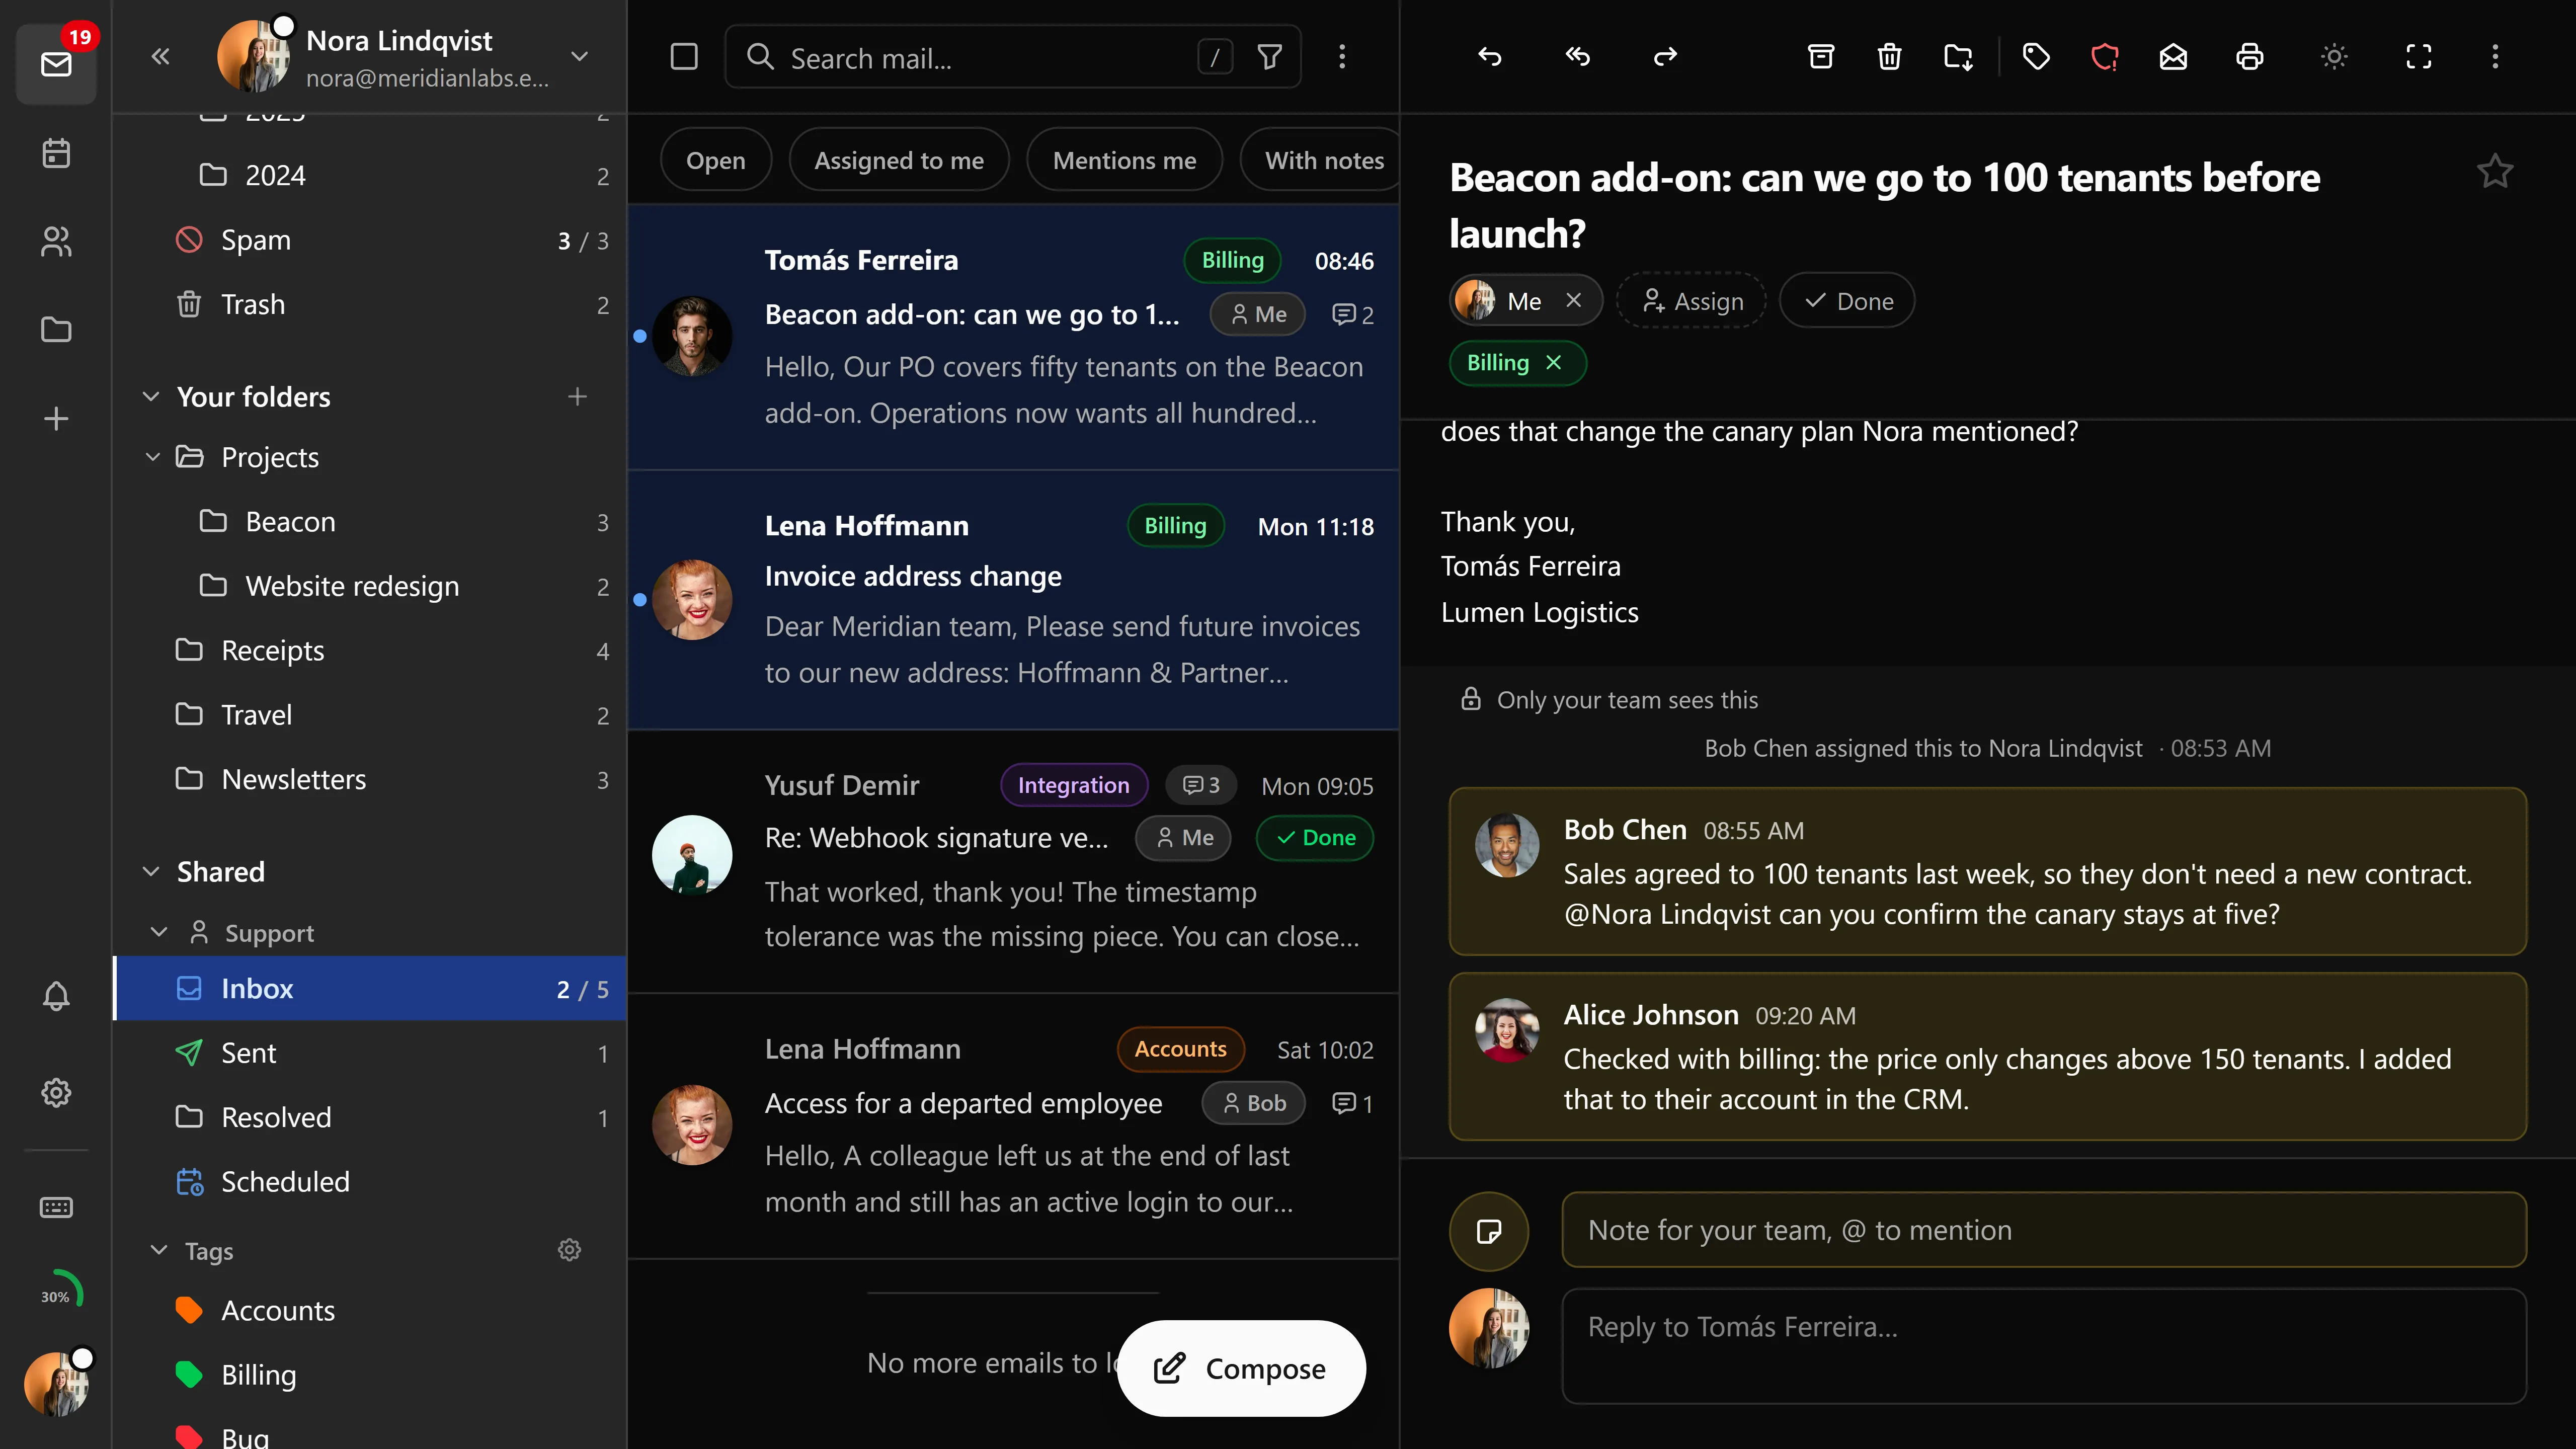 19
Nora Lindqvist
nora@meridianlabs.e...
2024 2
Spam 3 / 3
Trash 2
Your folders
Projects
Beacon 3
Website redesign 2
Receipts 4
Travel 2
Newsletters 3
Shared
Support
Inbox 2 / 5
Sent 1
Resolved 1
Scheduled
Tags
Accounts
Billing
Bug
30%
Search mail... /
Open Assigned to me Mentions me With notes
Tomás Ferreira Billing 08:46
Beacon add-on: can we go to 1... Me 2
Hello, Our PO covers fifty tenants on the Beacon
add-on. Operations now wants all hundred...
Lena Hoffmann Billing Mon 11:18
Invoice address change
Dear Meridian team, Please send future invoices
to our new address: Hoffmann & Partner...
Yusuf Demir Integration 3 Mon 09:05
Re: Webhook signature ve... Me Done
That worked, thank you! The timestamp
tolerance was the missing piece. You can close...
Lena Hoffmann Accounts Sat 10:02
Access for a departed employee Bob 1
Hello, A colleague left us at the end of last
month and still has an active login to our...
No more emails to
Compose
Beacon add-on: can we go to 100 tenants before
launch?
Me Assign Done
Billing
does that change the canary plan Nora mentioned?
Thank you,
Tomás Ferreira
Lumen Logistics
Only your team sees this
Bob Chen assigned this to Nora Lindqvist · 08:53 AM
Bob Chen 08:55 AM
Sales agreed to 100 tenants last week, so they don't need a new contract.
@Nora Lindqvist can you confirm the canary stays at five?
Alice Johnson 09:20 AM
Checked with billing: the price only changes above 150 tenants. I added
that to their account in the CRM.
Note for your team, @ to mention
Reply to Tomás Ferreira...